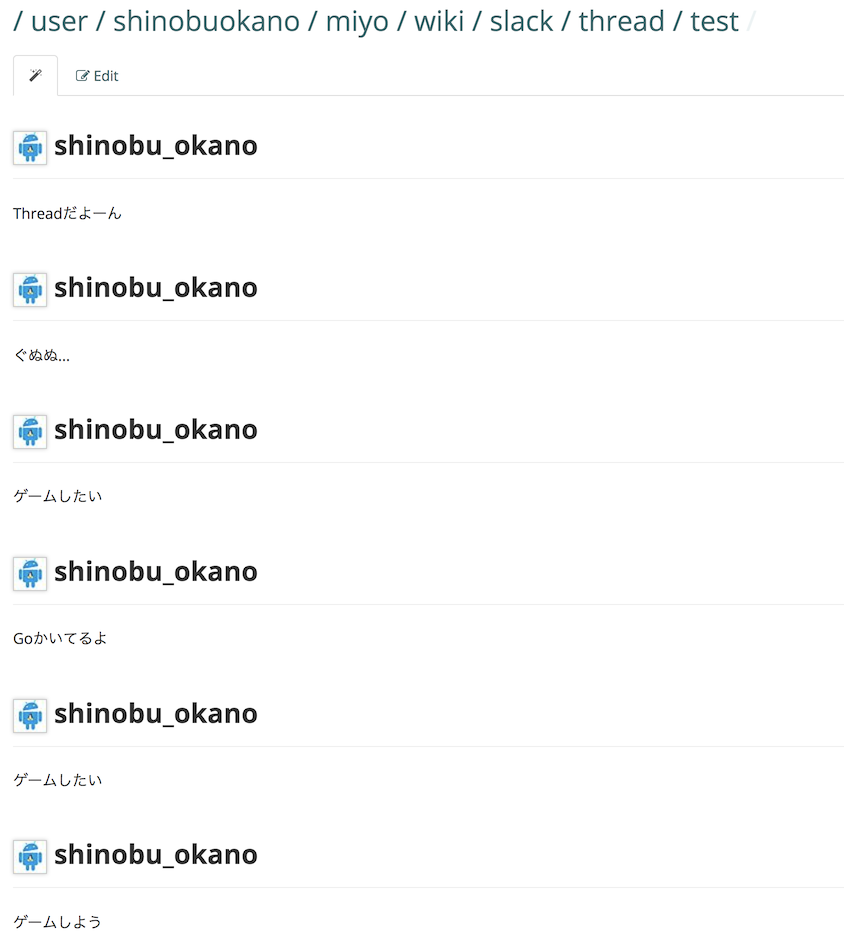 / user / shinobuokano / miyo / wiki / slack / thread / test /
Edit
shinobu_okano
Threadだよーん
shinobu_okano
ぐぬぬ...
shinobu_okano
ゲームしたい
shinobu_okano
Goかいてるよ
shinobu_okano
ゲームしたい
shinobu_okano
ゲームしよう